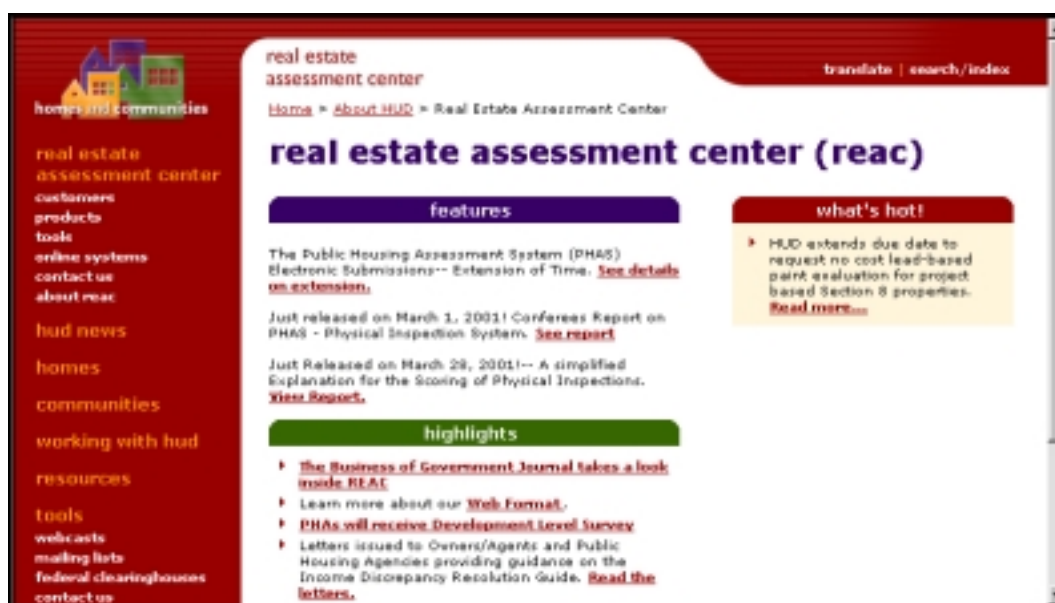 homes and communities
real estate
assessment center
customers
products
tools
online systems
contact us
about reac
hud news
homes
communities
working with hud
resources
tools
webcasts
mailing lists
federal clearinghouses
contact us
real estate
assessment center
translate | search/index
Home > About HUD > Real Estate Assessment Center
real estate assessment center (reac)
features
The Public Housing Assessment System (PHAS)
Electronic Submissions-- Extension of Time. See details
on extension.
Just released on March 1, 2001! Conferees Report on
PHAS - Physical Inspection System. See report
Just Released on March 28, 2001!-- A simplified
Explanation for the Scoring of Physical Inspections.
View Report.
highlights
The Business of Government Journal takes a look
inside REAC
Learn more about our Web Format.
PHAs will receive Development Level Survey
Letters issued to Owners/Agents and Public
Housing Agencies providing guidance on the
Income Discrepancy Resolution Guide. Read the
letters.
what's hot!
HUD extends due date to
request no cost lead-based
paint evaluation for project
based Section 8 properties.
Read more...